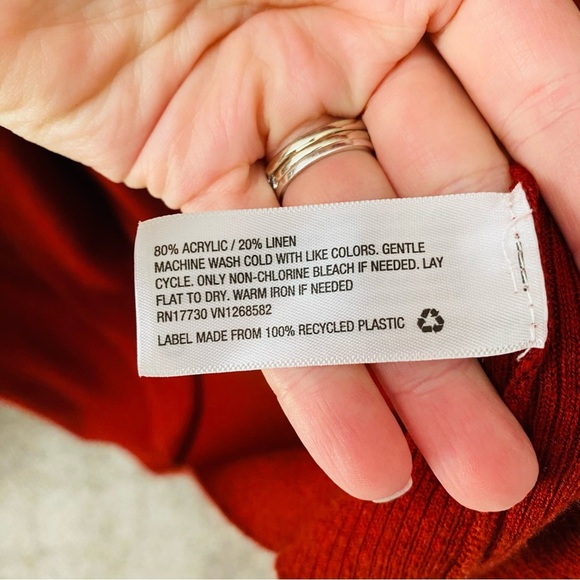 80% ACRYLIC / 20% LINEN
MACHINE WASH COLD WITH LIKE COLORS. GENTLE
CYCLE. ONLY NON-CHLORINE BLEACH IF NEEDED. LAY
FLAT TO DRY. WARM IRON IF NEEDED
RN17730 VN1268582
LABEL MADE FROM 100% RECYCLED PLASTIC